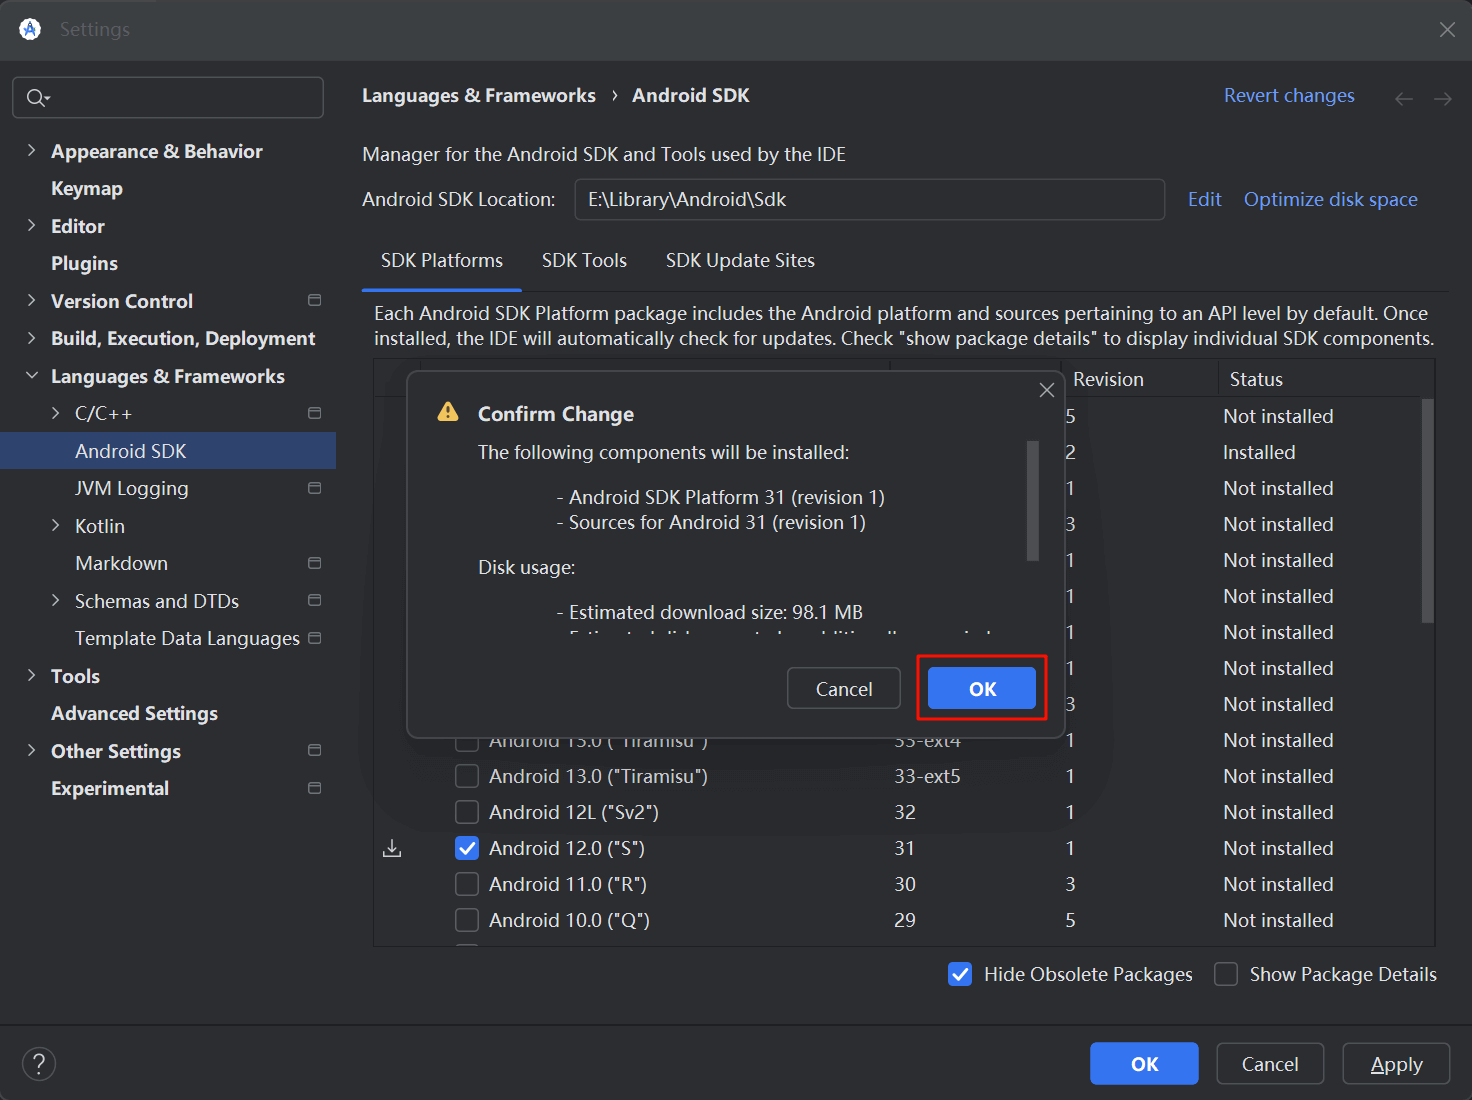 Settings
Languages & Frameworks › Android SDK
Revert changes
Appearance & Behavior
Keymap
Editor
Plugins
Version Control
Build, Execution, Deployment
Languages & Frameworks
C/C++
Android SDK
JVM Logging
Kotlin
Markdown
Schemas and DTDs
Template Data Languages
Tools
Advanced Settings
Other Settings
Experimental
Manager for the Android SDK and Tools used by the IDE
Android SDK Location: E:\Library\Android\Sdk Edit Optimize disk space
SDK Platforms SDK Tools SDK Update Sites
Each Android SDK Platform package includes the Android platform and sources pertaining to an API level by default. Once
installed, the IDE will automatically check for updates. Check "show package details" to display individual SDK components.
Revision Status
5 Not installed
2 Installed
1 Not installed
3 Not installed
1 Not installed
1 Not installed
1 Not installed
1 Not installed
3 Not installed
Confirm Change
The following components will be installed:
- Android SDK Platform 31 (revision 1)
- Sources for Android 31 (revision 1)
Disk usage:
- Estimated download size: 98.1 MB
Cancel OK
Android 13.0 ("Tiramisu") 33-ext4 1 Not installed
Android 13.0 ("Tiramisu") 33-ext5 1 Not installed
Android 12L ("Sv2") 32 1 Not installed
Android 12.0 ("S") 31 1 Not installed
Android 11.0 ("R") 30 3 Not installed
Android 10.0 ("Q") 29 5 Not installed
Hide Obsolete Packages Show Package Details
? OK Cancel Apply